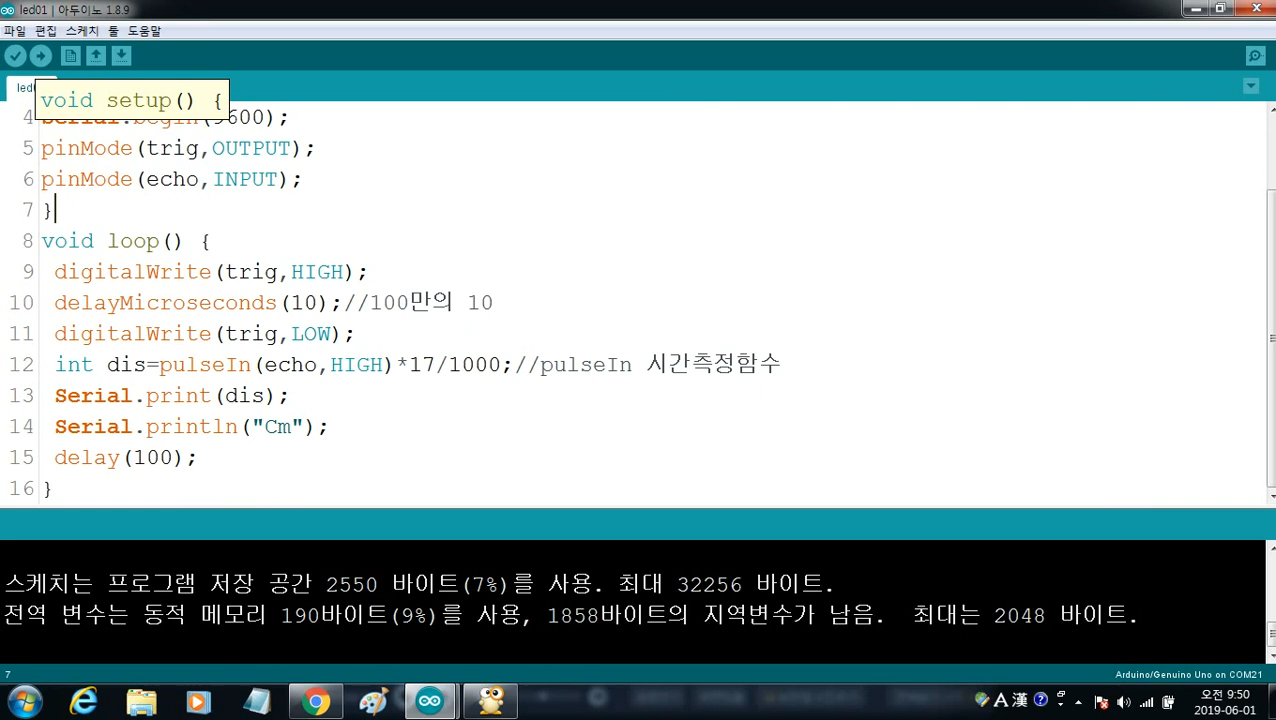 led01 | 아두이노 1.8.9
파일 편집 스케치 툴 도움말
led
void setup() {
4 Serial.begin(9600);
5 pinMode(trig,OUTPUT);
6 pinMode(echo,INPUT);
7 }
8 void loop() {
9 digitalWrite(trig,HIGH);
10 delayMicroseconds(10);//100만의 10
11 digitalWrite(trig,LOW);
12 int dis=pulseIn(echo,HIGH)*17/1000;//pulseIn 시간측정함수
13 Serial.print(dis);
14 Serial.println("Cm");
15 delay(100);
16 }
스케치는 프로그램 저장 공간 2550 바이트(7%)를 사용. 최대 32256 바이트.
전역 변수는 동적 메모리 190바이트(9%)를 사용, 1858바이트의 지역변수가 남음. 최대는 2048 바이트.
7
Arduino/Genuino Uno on COM21
A 漢
오전 9:50
2019-06-01